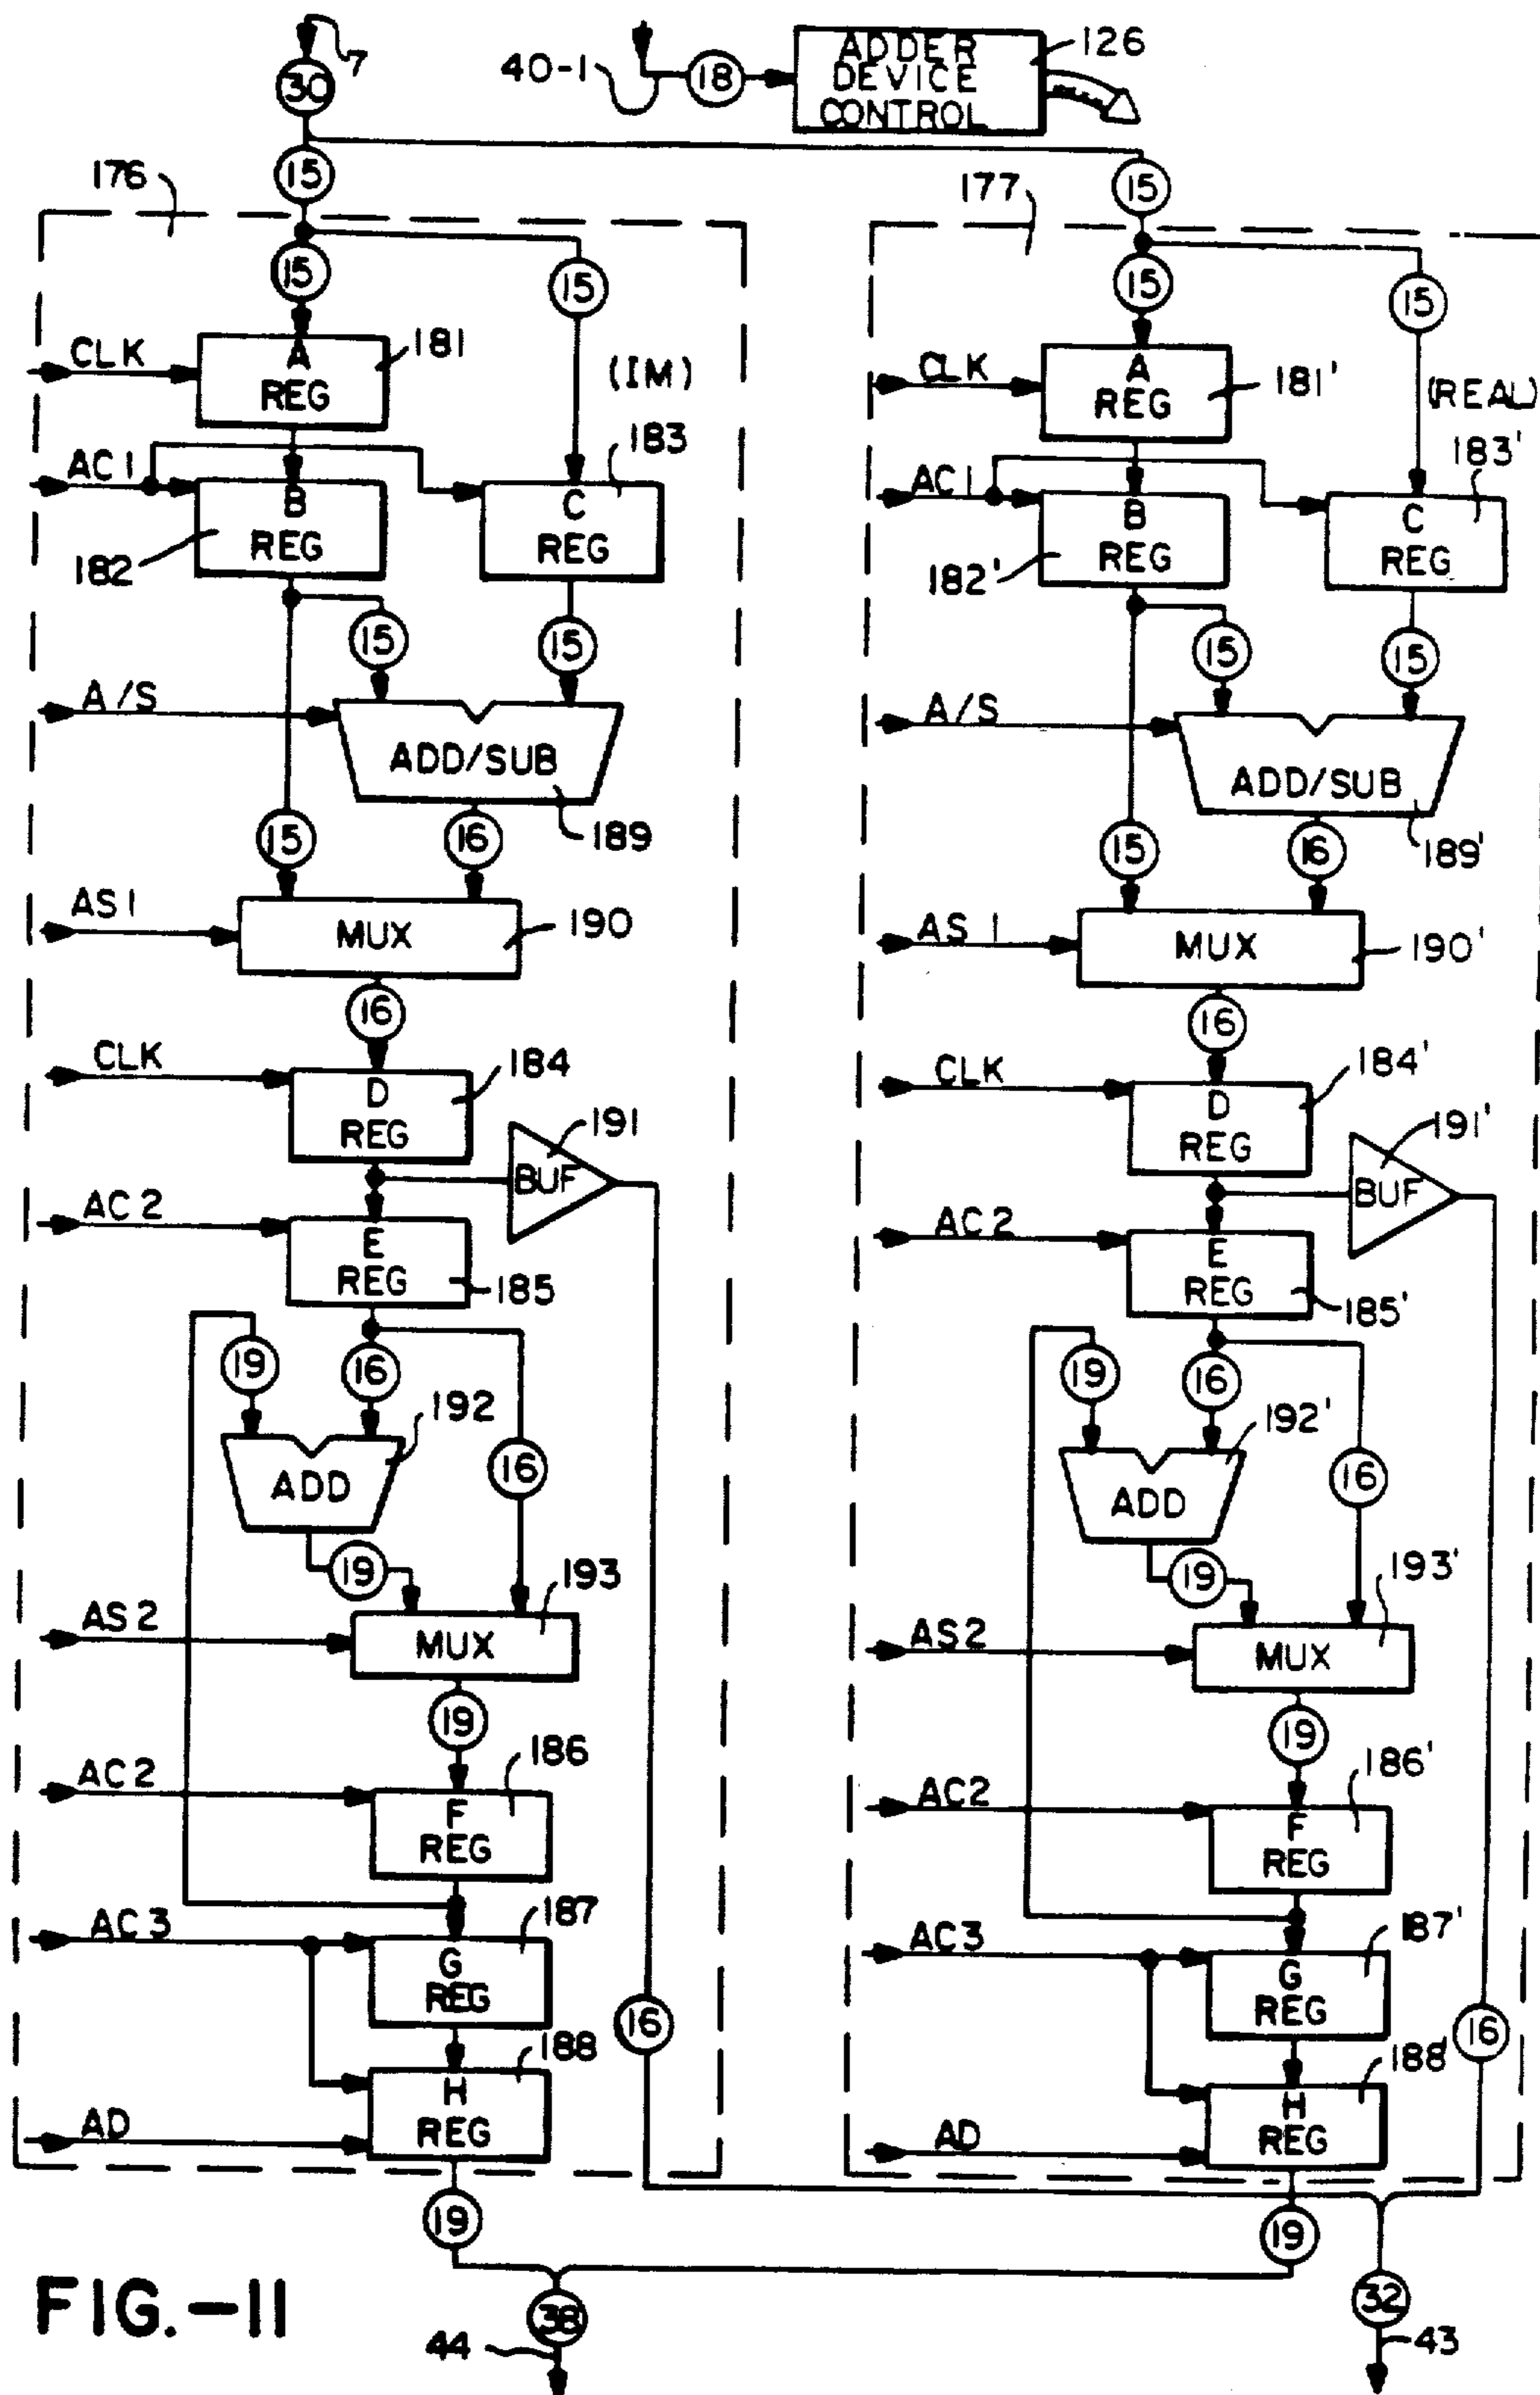 7
30
40-1
18
ADDER
DEVICE
CONTROL
126
15
15
176
177
15
15
15
15
CLK
A
REG
181
(IM)
CLK
A
REG
181'
(REAL)
AC1
B
REG
182
C
REG
183
AC1
B
REG
182'
C
REG
183'
15
15
15
15
A/S
ADD/SUB
189
A/S
ADD/SUB
189'
15
16
15
16
AS1
MUX
190
AS1
MUX
190'
16
16
CLK
D
REG
184
CLK
D
REG
184'
BUF
191
BUF
191'
AC2
E
REG
185
AC2
E
REG
185'
19
16
19
16
ADD
192
16
ADD
192'
16
19
19
AS2
MUX
193
AS2
MUX
193'
19
19
AC2
F
REG
186
AC2
F
REG
186'
AC3
G
REG
187
AC3
G
REG
187'
16
16
AD
H
REG
188
AD
H
REG
188'
19
19
38
32
44
43
FIG.-11